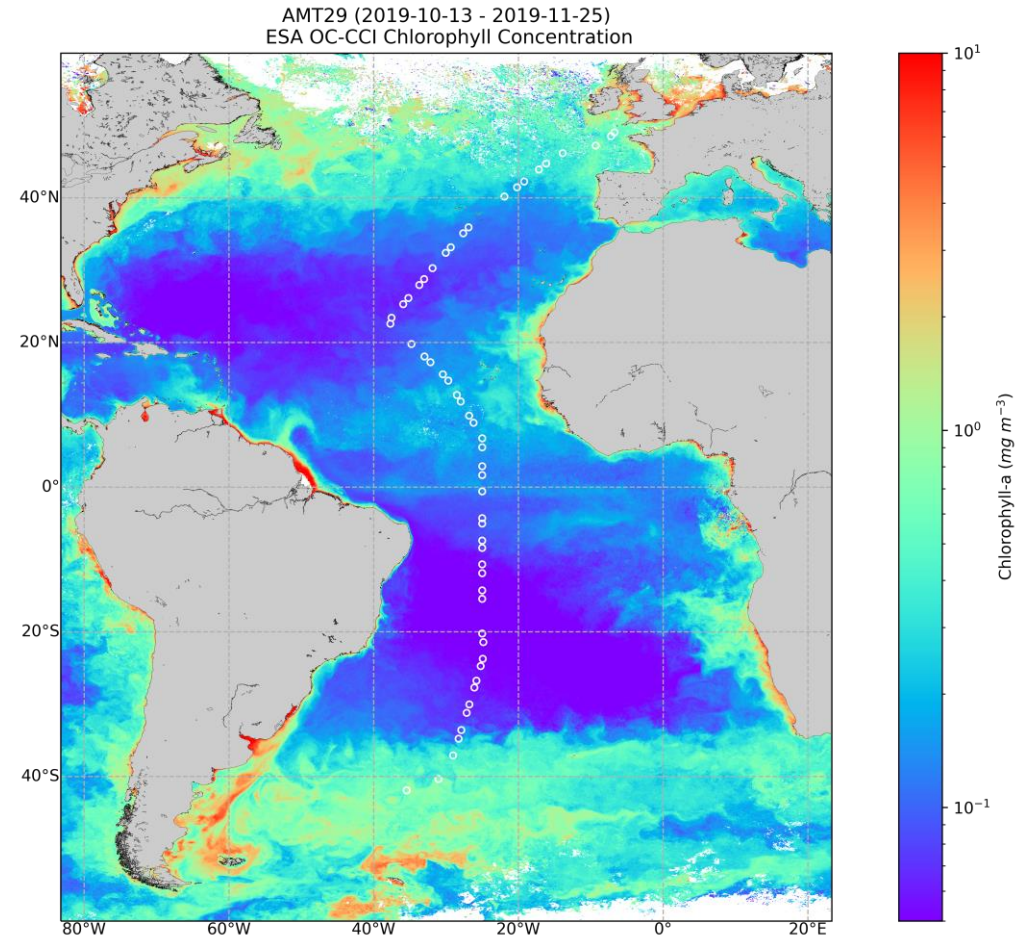 AMT29 (2019-10-13 - 2019-11-25)
ESA OC-CCI Chlorophyll Concentration
40°N
20°N
0°
20°S
40°S
80°W
60°W
40°W
20°W
0°
20°E
10¹
10⁰
10⁻¹
Chlorophyll-a (mg m⁻³)